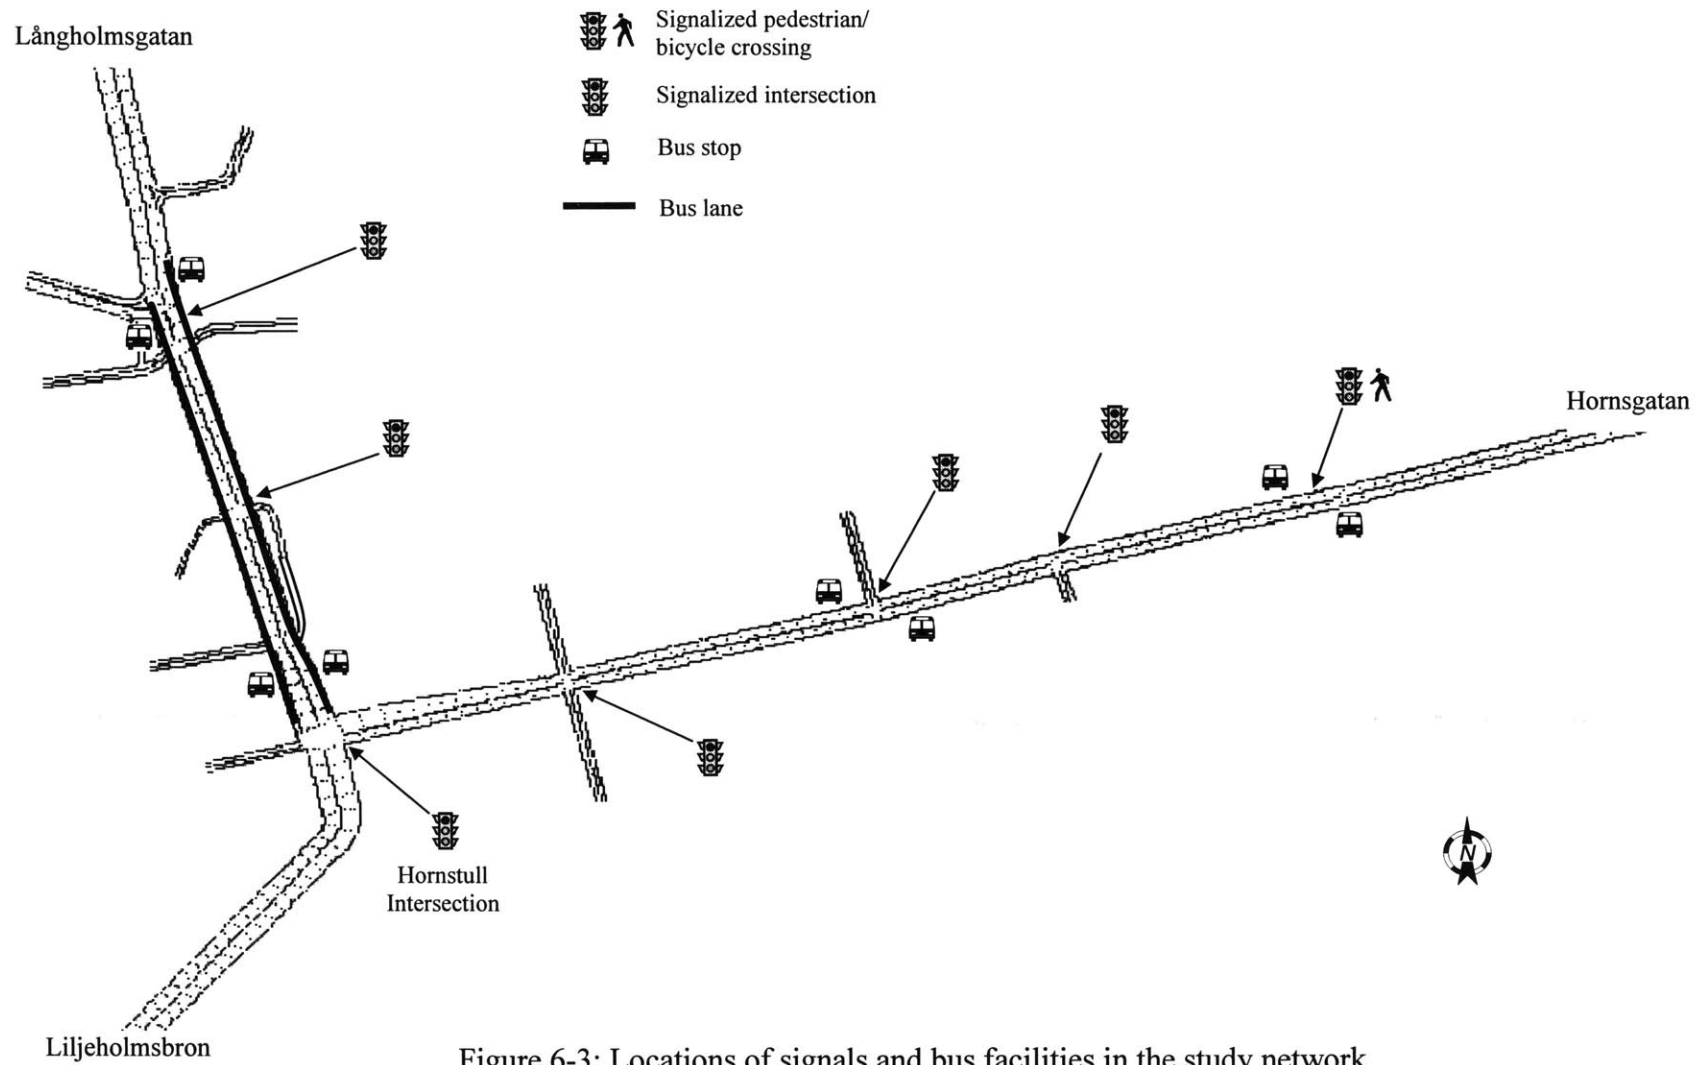 Långholmsgatan
Signalized pedestrian/
bicycle crossing
Signalized intersection
Bus stop
Bus lane
Hornsgatan
Hornstull
Intersection
N
Liljeholmsbron
Figure 6-3: Locations of signals and bus facilities in the study network